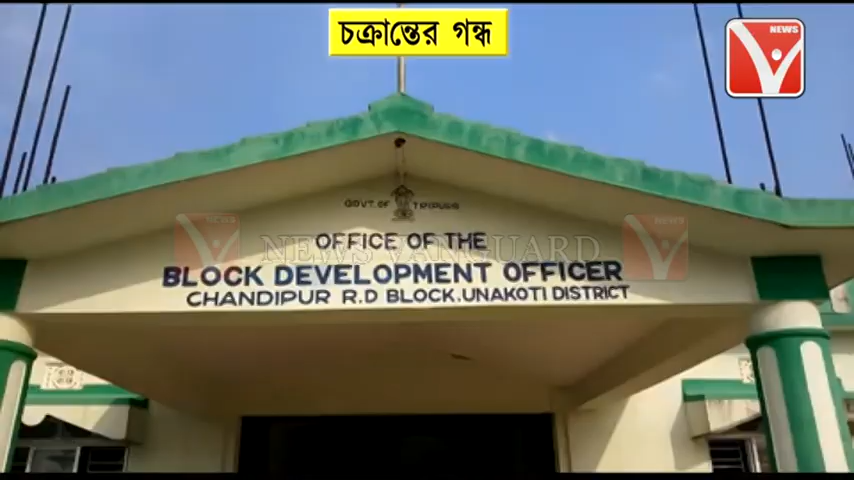 চক্রান্তের গন্ধ
NEWS
GOVT. OF TRIPURA
OFFICE OF THE
NEWS VANGUARD
BLOCK DEVELOPMENT OFFICER
CHANDIPUR R.D BLOCK.UNAKOTI DISTRICT